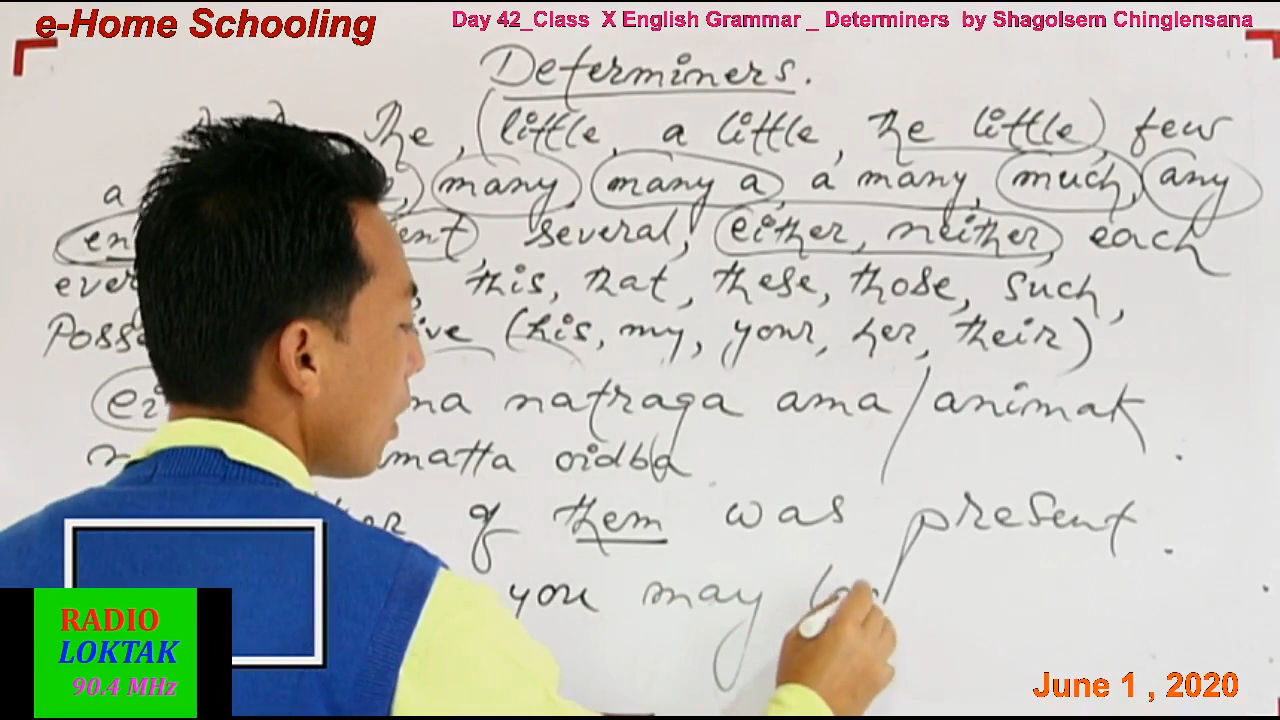 e-Home Schooling
Day 42_Class X English Grammar _ Determiners by Shagolsem Chinglensana
Determiners.
The, (little, a little, the little), few
a many, many a, a many, much, any
several, either, neither, each
this, that, these, those, such,
(his, my, your, her, their)
natraga ama / animak
matta oidba
of them was present.
you may
RADIO
LOKTAK
90.4 MHz
June 1 , 2020